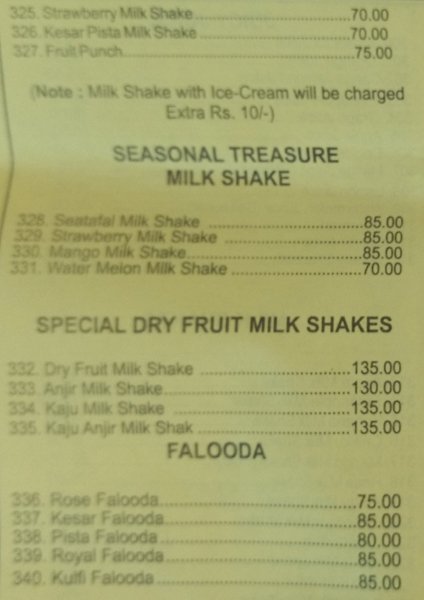 325. Strawberry Milk Shake ........................70.00
326. Kesar Pista Milk Shake ........................70.00
327. Fruit Punch ........................75.00
(Note : Milk Shake with Ice-Cream will be charged
Extra Rs. 10/-)
SEASONAL TREASURE
MILK SHAKE
328. Seatafal Milk Shake ........................85.00
329. Strawberry Milk Shake ........................85.00
330. Mango Milk Shake ........................85.00
331. Water Melon Milk Shake ........................70.00
SPECIAL DRY FRUIT MILK SHAKES
332. Dry Fruit Milk Shake ........................135.00
333. Anjir Milk Shake ........................130.00
334. Kaju Milk Shake ........................135.00
335. Kaju Anjir Milk Shak ........................135.00
FALOODA
336. Rose Falooda ........................75.00
337. Kesar Falooda ........................85.00
338. Pista Falooda ........................80.00
339. Royal Falooda ........................85.00
340. Kulfi Falooda ........................85.00